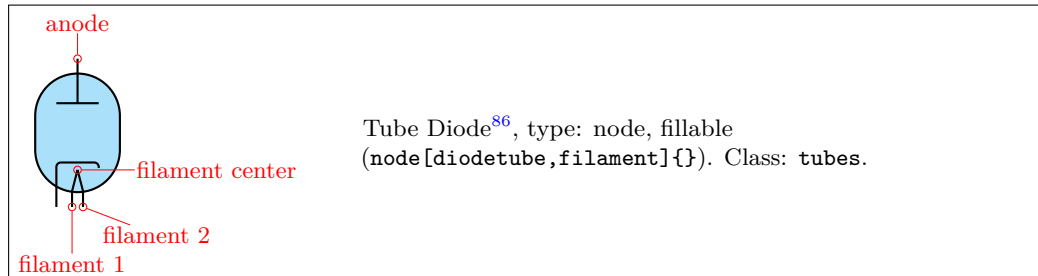 anode
filament center
filament 2
filament 1
Tube Diode86, type: node, fillable
(node[diodetube,filament]{}). Class: tubes.